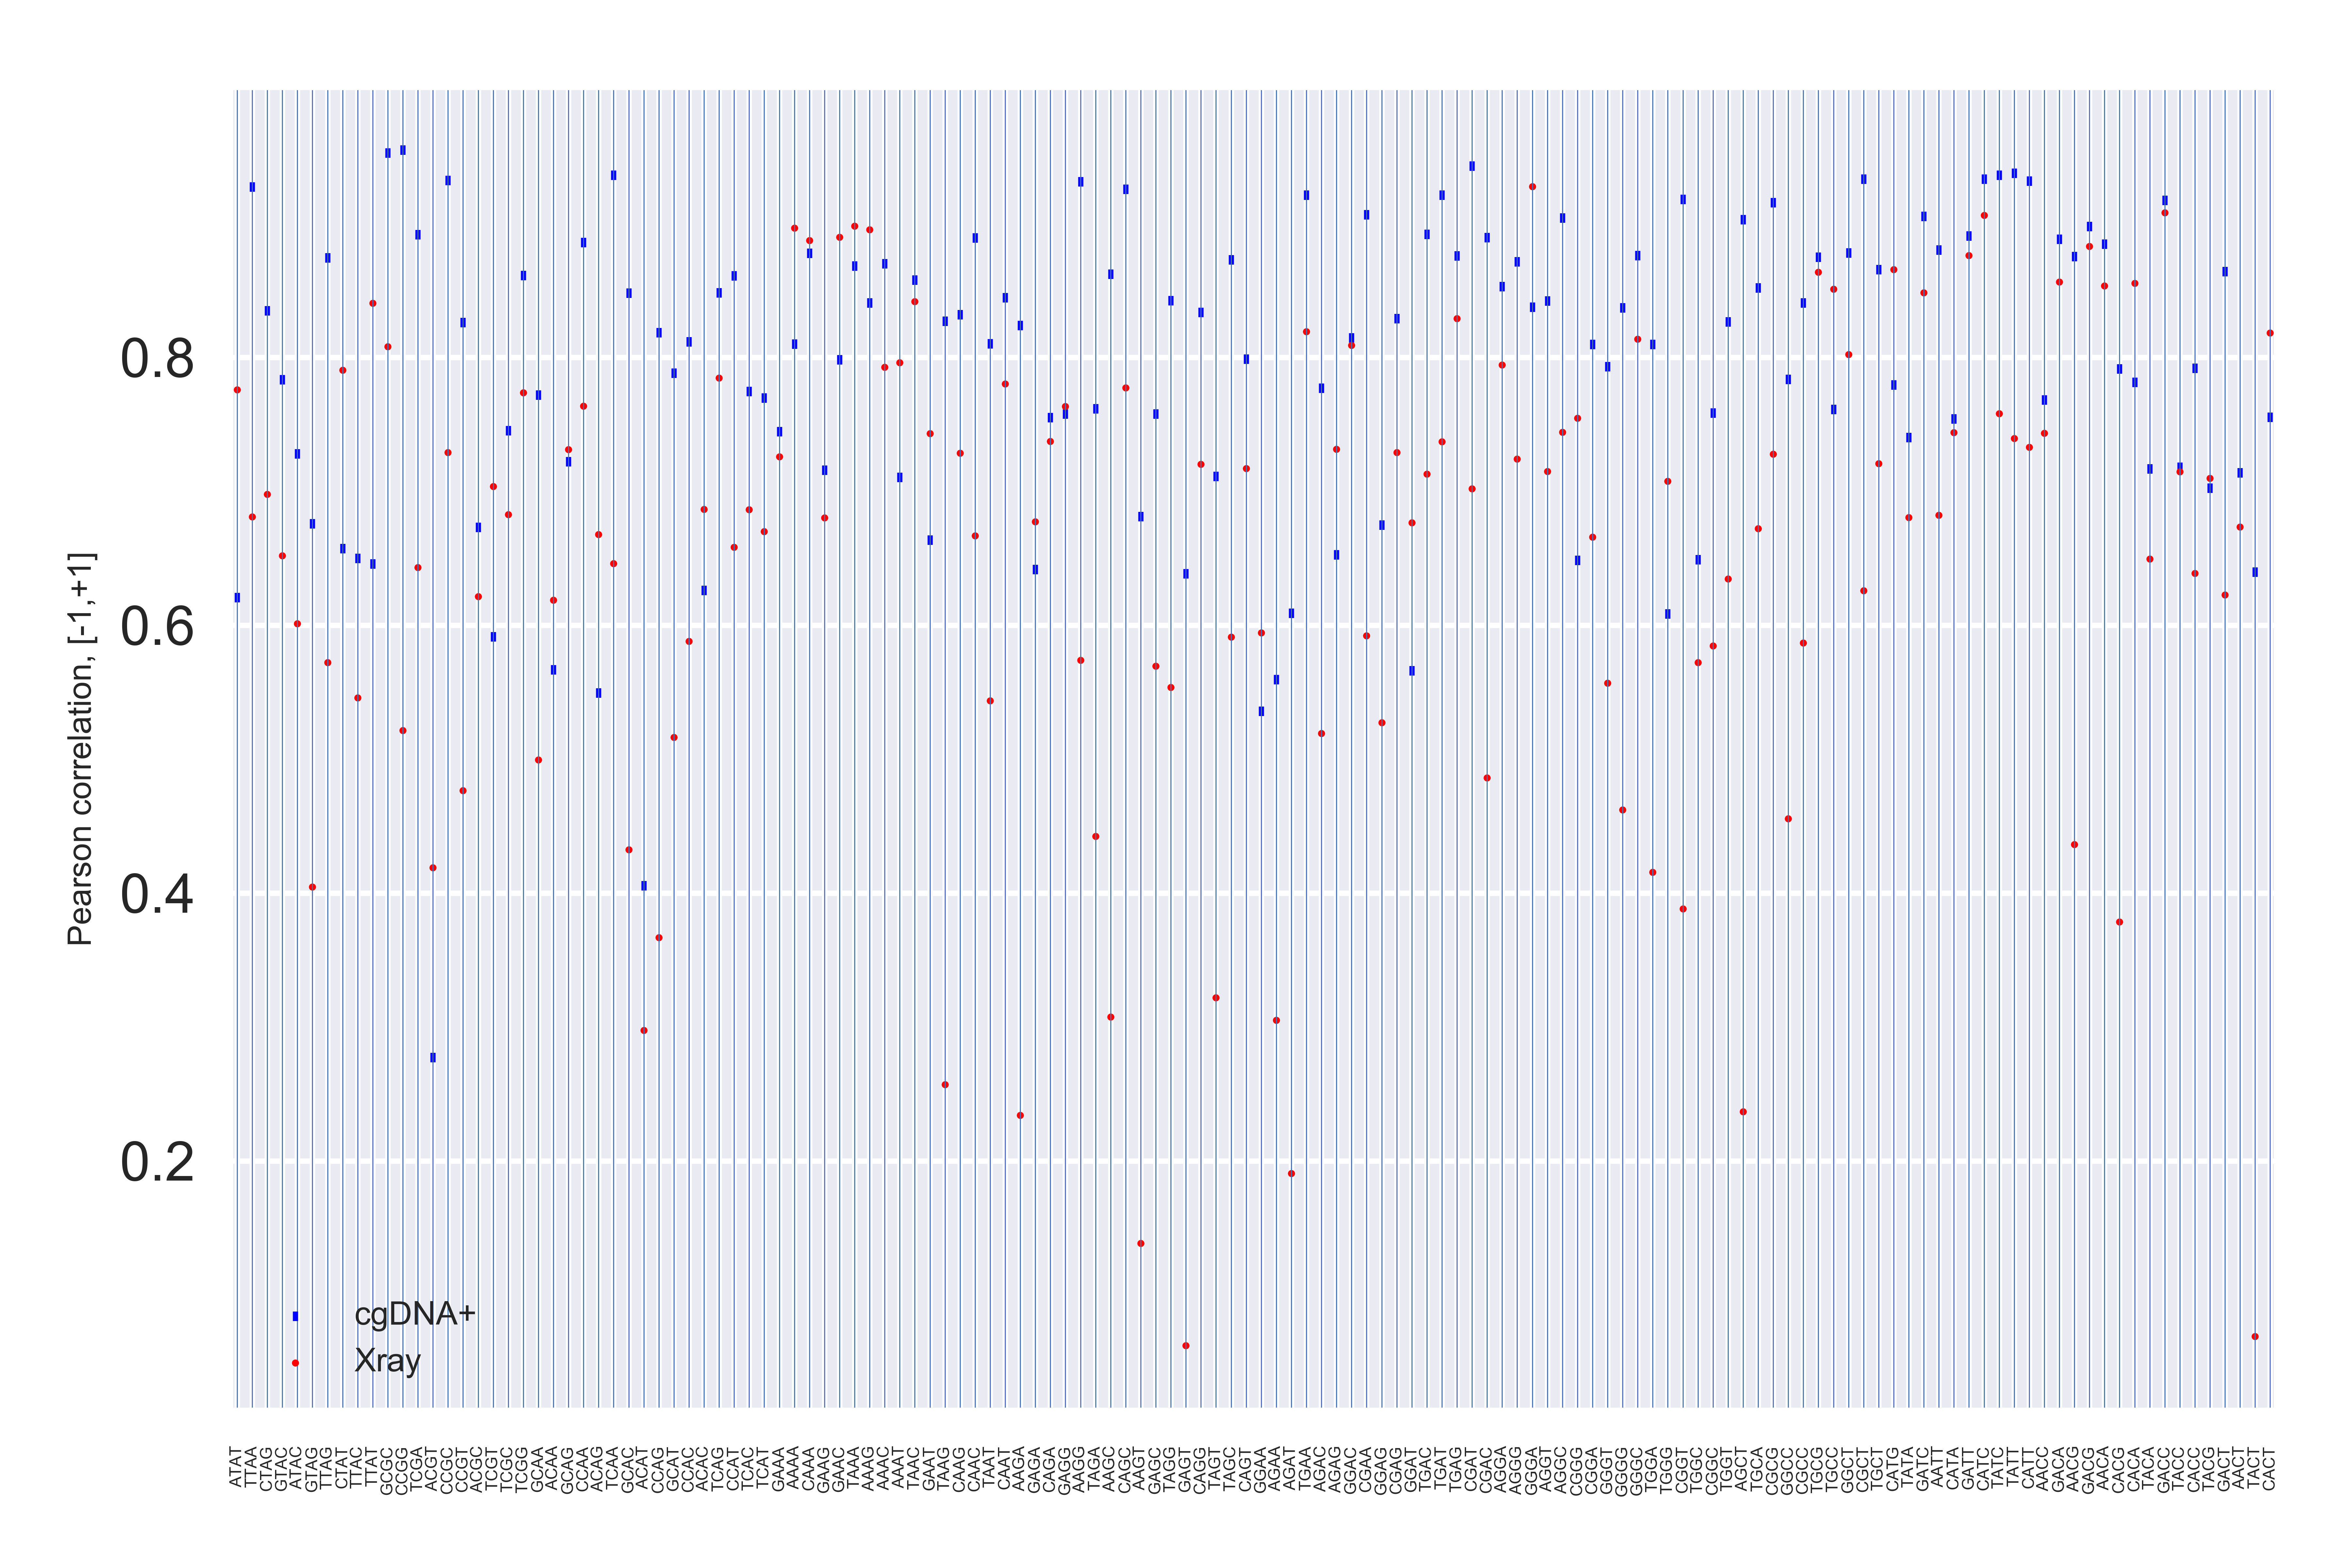 Pearson correlation, [-1,+1]
0.8
0.6
0.4
0.2
cgDNA+
Xray
ATAT TTAA CTAG GTAC ATAC GTAG TTAG CTAT TTAC TTAT GCGC CCGG TCGA ACGT CCGC CCGT ACGC TCGT TCGC TCGG GCAA ACAA GCAG CCAA ACAG TCAA GCAC ACAT CCAG GCAT CCAC ACAC TCAG CCAT TCAC TCAT GAAA AAAA CAAA GAAG GAAC TAAA AAAG AAAC AAAT TAAC GAAT TAAG CAAG CAAC TAAT CAAT AAGA GAGA CAGA GAGG AAGG TAGA AAGC CAGC AAGT GAGC TAGG GAGT CAGG TAGT TAGC CAGT GGAA AGAA AGAT TGAA AGAC AGAG GGAC CGAA GGAG CGAG GGAT TGAC TGAT TGAG CGAT CGAC AGGA AGGG GGGA AGGT AGGC CGGG CGGA GGGT GGGG GGGC TGGA TGGG CGGT TGGC CGGC TGGT AGCT TGCA CGCG GGCC CGCC TGCG TGCC GGCT CGCT TGCT CATG TATA GATC AATT CATA GATT CATC TATC TATT CATT AACC GACA AACG GACG AACA CACG CACA TACA GACC TACC CACC TACG GACT AACT TACT CACT